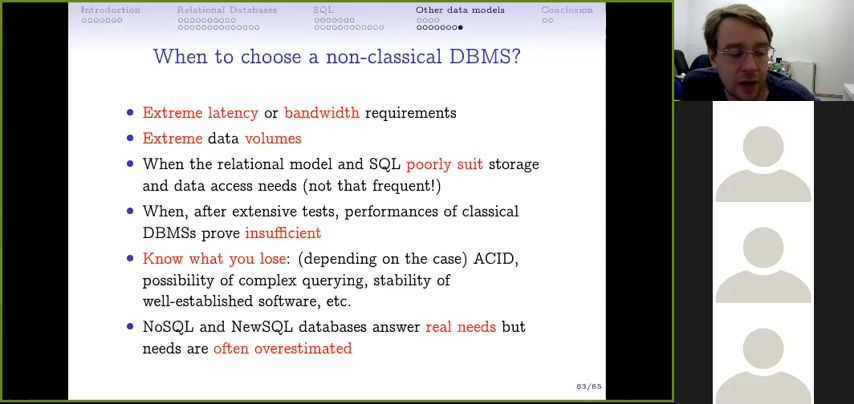 Introduction Relational Databases SQL Other data models Conclusion
When to choose a non-classical DBMS?
Extreme latency or bandwidth requirements
Extreme data volumes
When the relational model and SQL poorly suit storage
and data access needs (not that frequent!)
When, after extensive tests, performances of classical
DBMSs prove insufficient
Know what you lose: (depending on the case) ACID,
possibility of complex querying, stability of
well-established software, etc.
NoSQL and NewSQL databases answer real needs but
needs are often overestimated
63/65